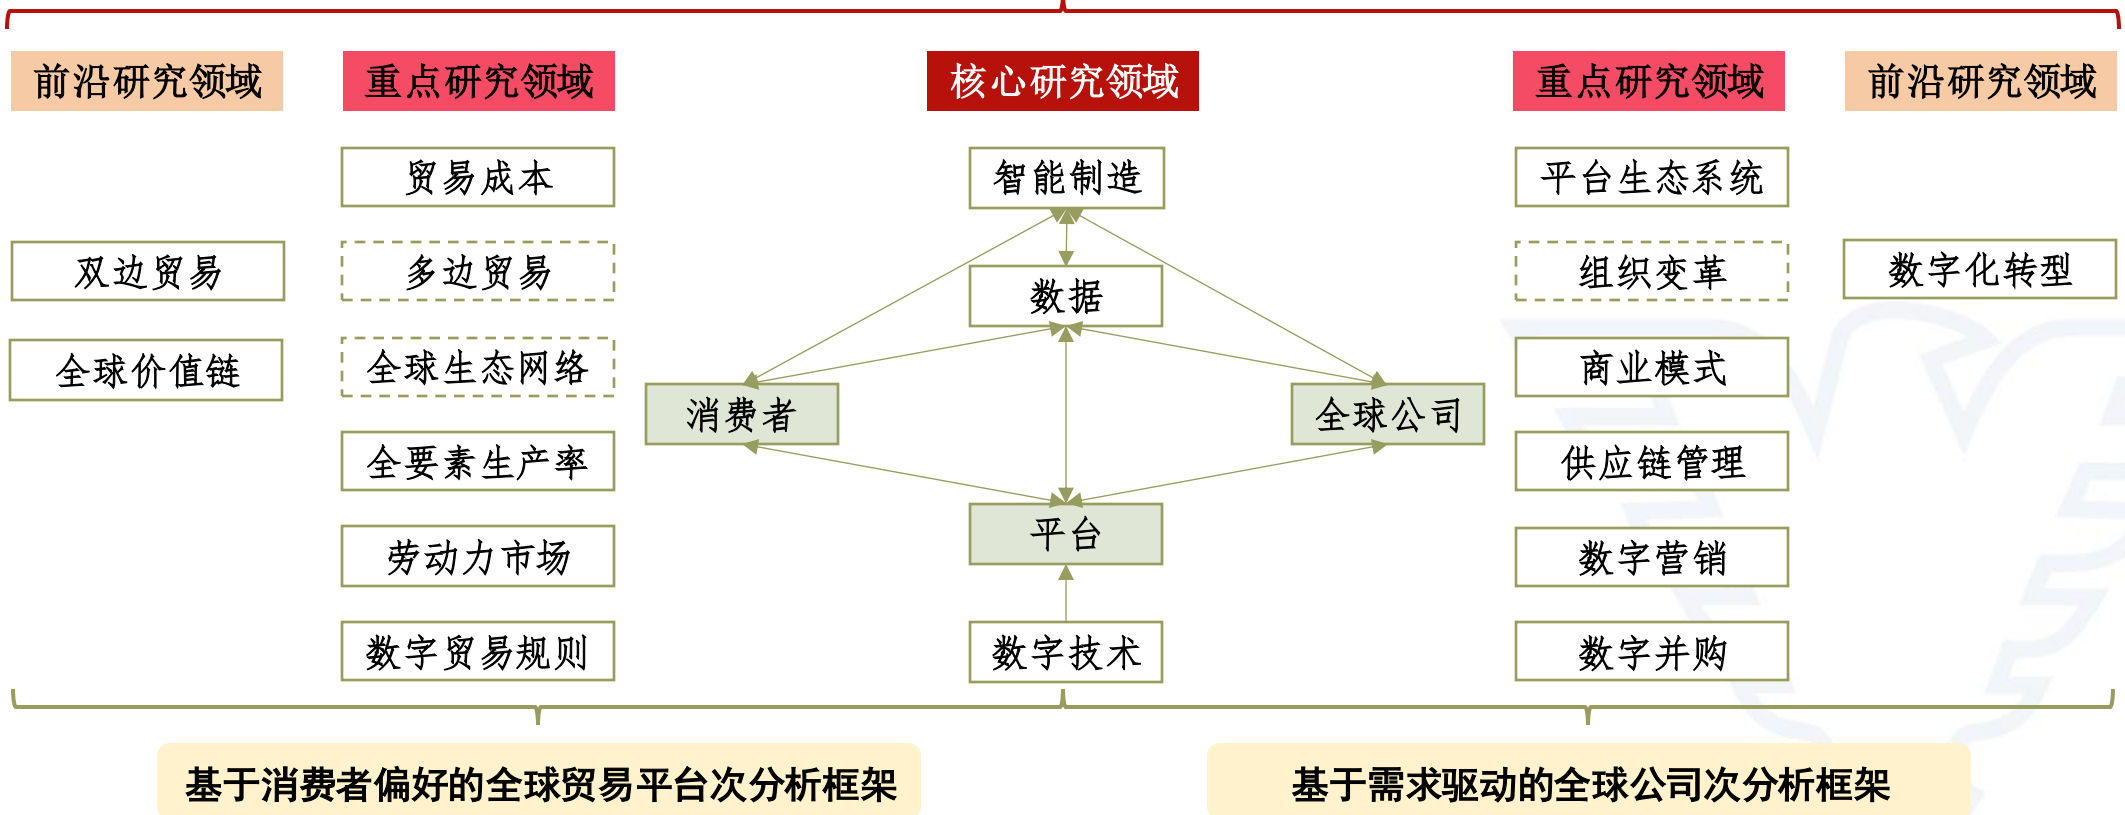 前沿研究领域
重点研究领域
核心研究领域
重点研究领域
前沿研究领域
贸易成本
智能制造
平台生态系统
双边贸易
多边贸易
数据
组织变革
数字化转型
全球价值链
全球生态网络
商业模式
消费者
全球公司
全要素生产率
供应链管理
平台
劳动力市场
数字营销
数字贸易规则
数字技术
数字并购
基于消费者偏好的全球贸易平台次分析框架
基于需求驱动的全球公司次分析框架